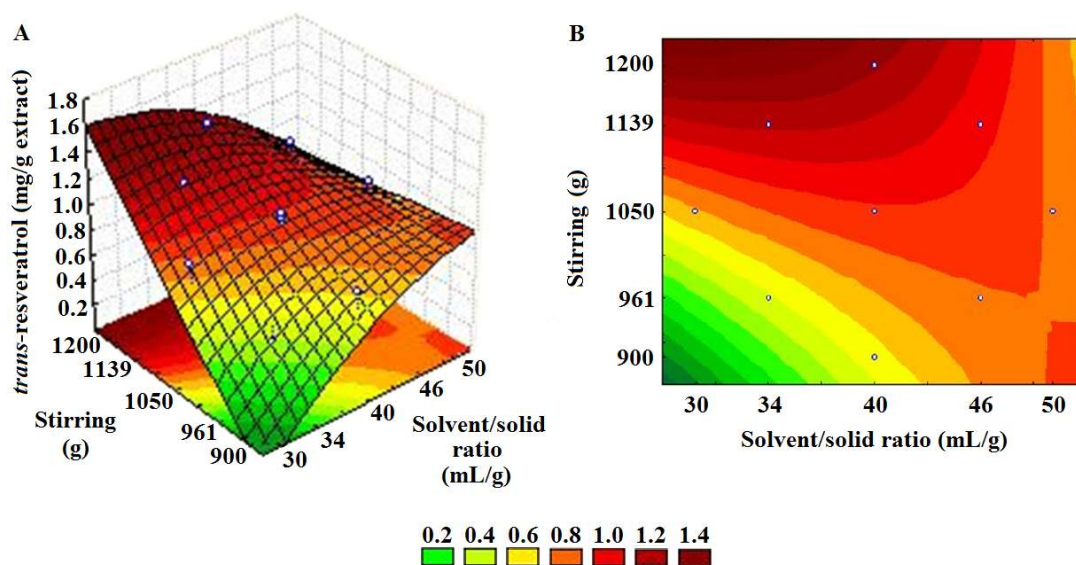 A
trans-resveratrol (mg/g extract)
1.8
1.6
1.4
1.2
1.0
0.8
0.6
0.4
0.2
1200
1139
1050
961
900
Stirring
(g)
30
34
40
46
50
Solvent/solid
ratio
(mL/g)
B
Stirring (g)
1200
1139
1050
961
900
30 34 40 46 50
Solvent/solid ratio (mL/g)
0.2 0.4 0.6 0.8 1.0 1.2 1.4